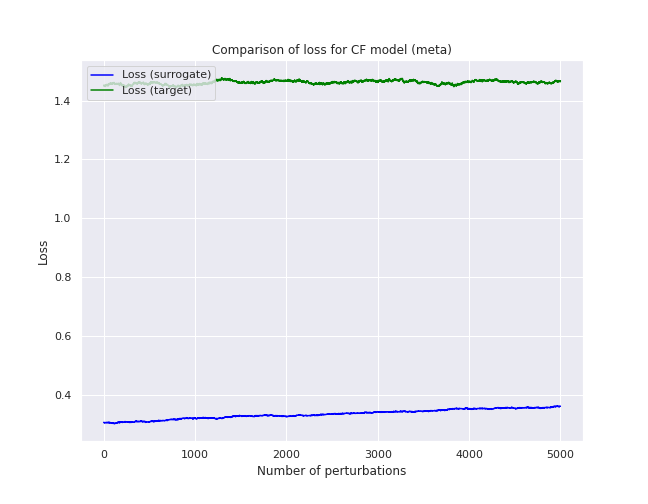 Comparison of loss for CF model (meta)
Loss (surrogate)
Loss (target)
1.4
1.2
1.0
0.8
0.6
0.4
Loss
0
1000
2000
3000
4000
5000
Number of perturbations